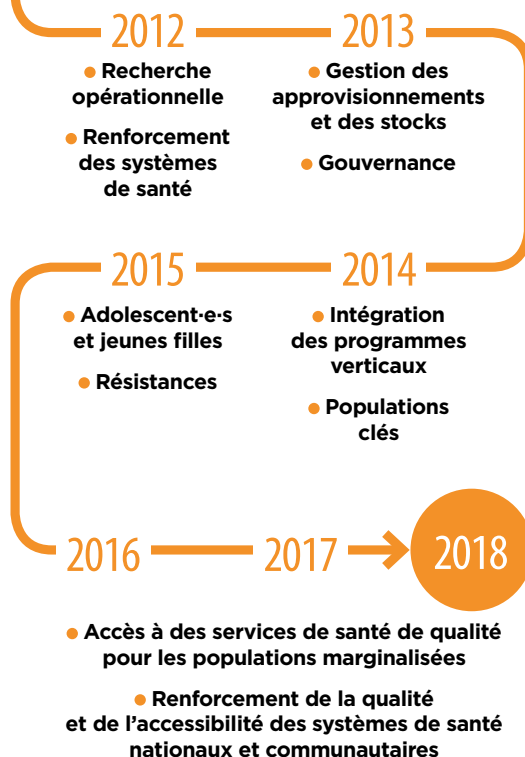 2012
● Recherche
opérationnelle
● Renforcement
des systèmes
de santé
2013
● Gestion des
approvisionnements
et des stocks
● Gouvernance
2014
● Intégration
des programmes
verticaux
● Populations
clés
2015
● Adolescent·e·s
et jeunes filles
● Résistances
2016
2017
2018
● Accès à des services de santé de qualité
pour les populations marginalisées
● Renforcement de la qualité
et de l’accessibilité des systèmes de santé
nationaux et communautaires